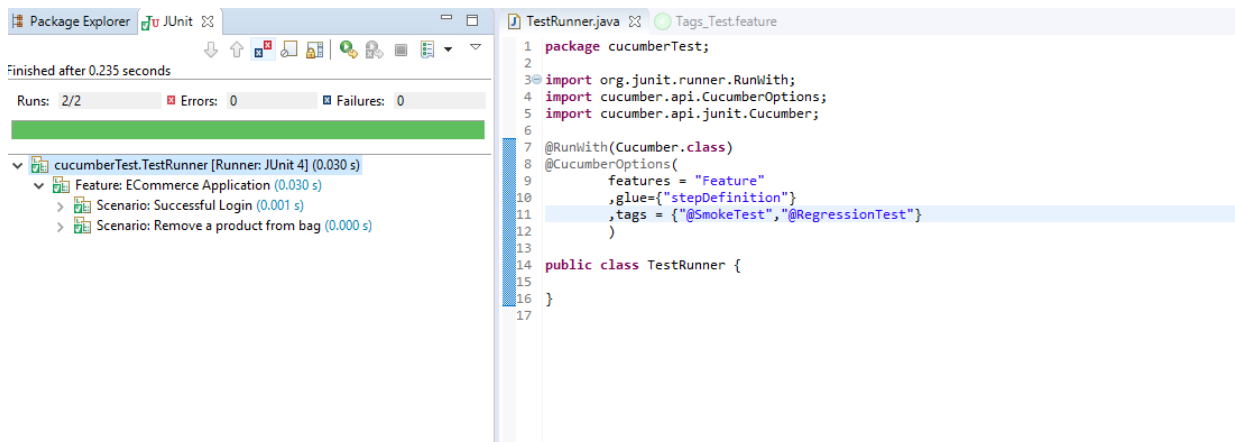 Package Explorer JUnit
Finished after 0.235 seconds
Runs: 2/2 Errors: 0 Failures: 0
cucumberTest.TestRunner [Runner: JUnit 4] (0.030 s)
Feature: ECommerce Application (0.030 s)
Scenario: Successful Login (0.001 s)
Scenario: Remove a product from bag (0.000 s)
TestRunner.java Tags_Test.feature
1 package cucumberTest;
2
3 import org.junit.runner.RunWith;
4 import cucumber.api.CucumberOptions;
5 import cucumber.api.junit.Cucumber;
6
7 @RunWith(Cucumber.class)
8 @CucumberOptions(
9 features = "Feature"
10 ,glue={"stepDefinition"}
11 ,tags = {"@SmokeTest","@RegressionTest"}
12 )
13
14 public class TestRunner {
15
16 }
17